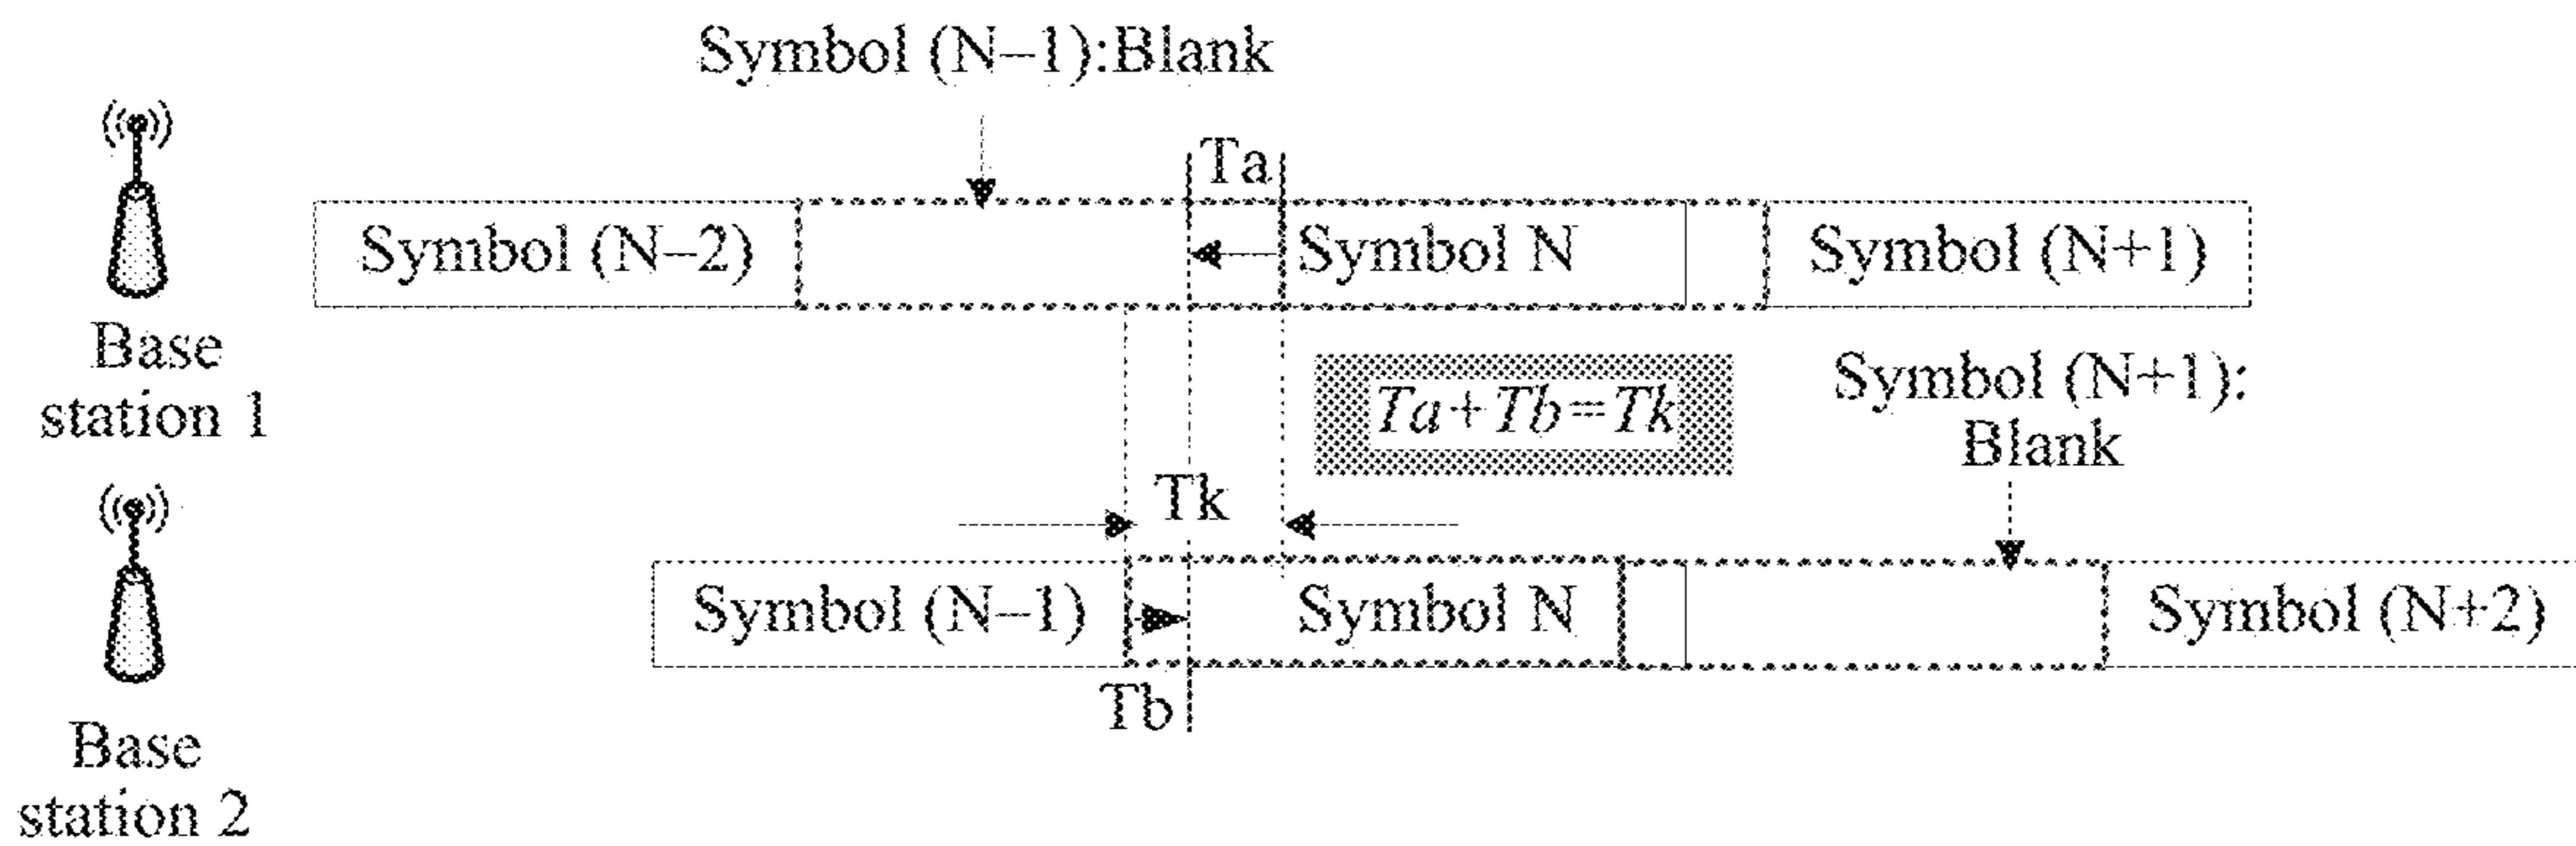 Symbol (N–1):Blank
Ta
Symbol (N–2)
Symbol N
Symbol (N+1)
Base
station 1
Ta+Tb=Tk
Symbol (N+1):
Blank
Tk
Symbol (N–1)
Symbol N
Symbol (N+2)
Tb
Base
station 2